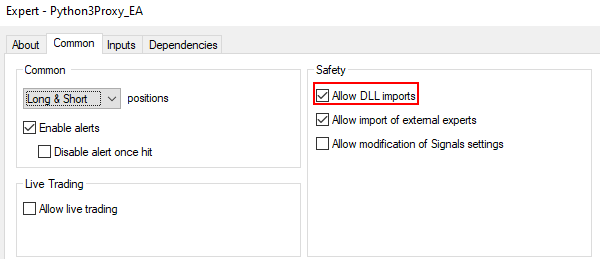 Expert - Python3Proxy_EA
About Common Inputs Dependencies
Common
Long & Short positions
Enable alerts
Disable alert once hit
Live Trading
Allow live trading
Safety
Allow DLL imports
Allow import of external experts
Allow modification of Signals settings